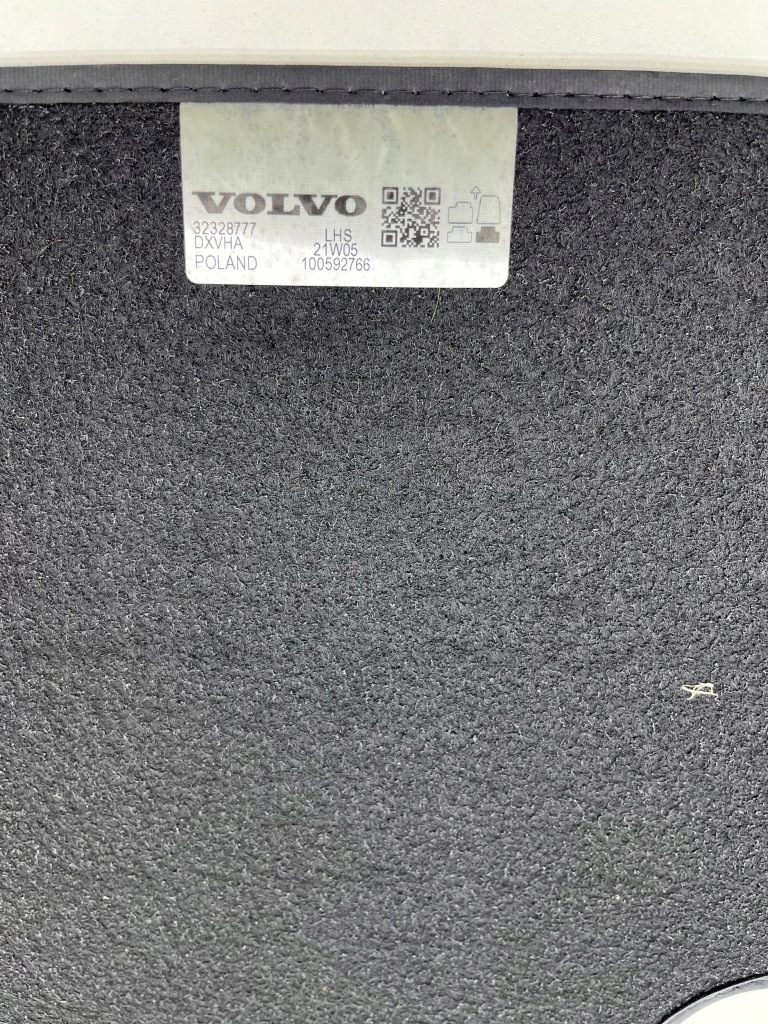 VOLVO
32328777 LHS
DXVHA 21W05
POLAND 100592766